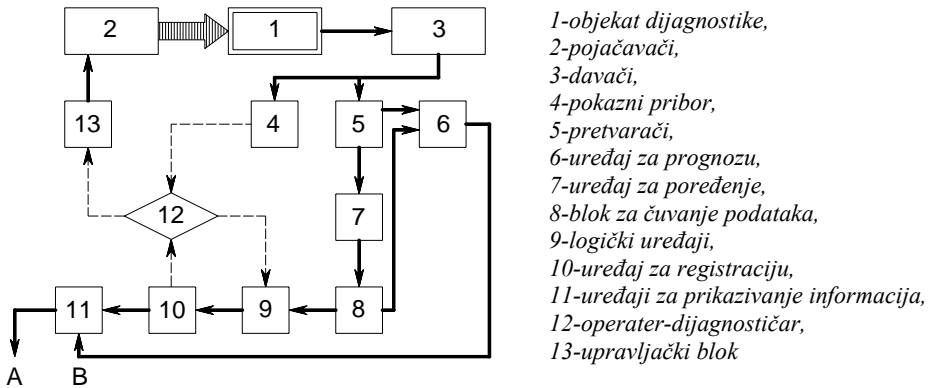 2
1
3
13
4
5
6
12
7
11
10
9
8
A
B
1-objekat dijagnostike,
2-pojačavači,
3-davači,
4-pokazni pribor,
5-pretvarači,
6-uređaj za prognozu,
7-uređaj za poređenje,
8-blok za čuvanje podataka,
9-logički uređaji,
10-uređaj za registraciju,
11-uređaji za prikazivanje informacija,
12-operater-dijagnostičar,
13-upravljački blok